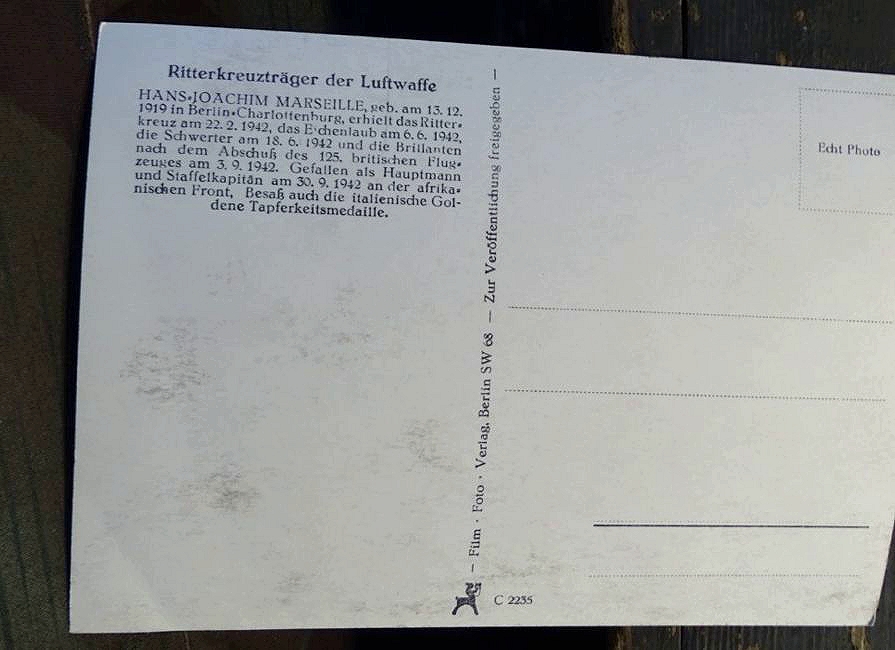 Ritterkreuzträger der Luftwaffe
HANS-JOACHIM MARSEILLE, geb. am 13. 12.
1919 in Berlin-Charlottenburg, erhielt das Ritter-
kreuz am 22. 2. 1942, das Eichenlaub am 6. 6. 1942,
die Schwerter am 18. 6. 1942 und die Brillanten
nach dem Abschuß des 125. britischen Flug-
zeuges am 3. 9. 1942. Gefallen als Hauptmann
und Staffelkapitän am 30. 9. 1942 an der afrika-
nischen Front, Besaß auch die italienische Gol-
dene Tapferkeitsmedaille.
— Film · Foto · Verlag, Berlin SW 68 — Zur Veröffentlichung freigegeben —
C 2235
Echt Photo